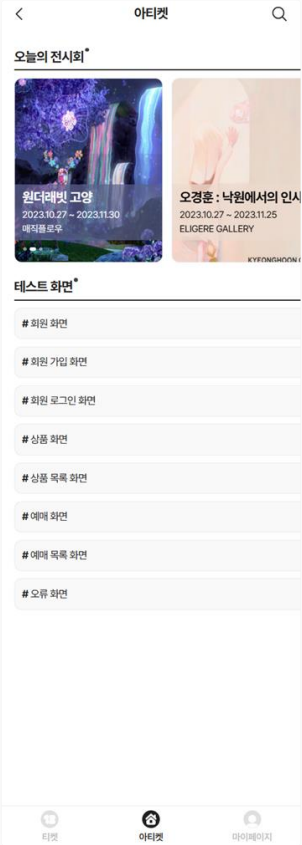 아티켓
오늘의 전시회
원더래빗 고양
2023.10.27 ~ 2023.11.30
매직플로우
오경훈 : 낙원에서의 인사
2023.10.27 ~ 2023.11.25
ELIGERE GALLERY
KYEONGHOON
테스트 화면
# 회원 화면
# 회원 가입 화면
# 회원 로그인 화면
# 상품 화면
# 상품 목록 화면
# 예매 화면
# 예매 목록 화면
# 오류 화면
티켓
아티켓
마이페이지